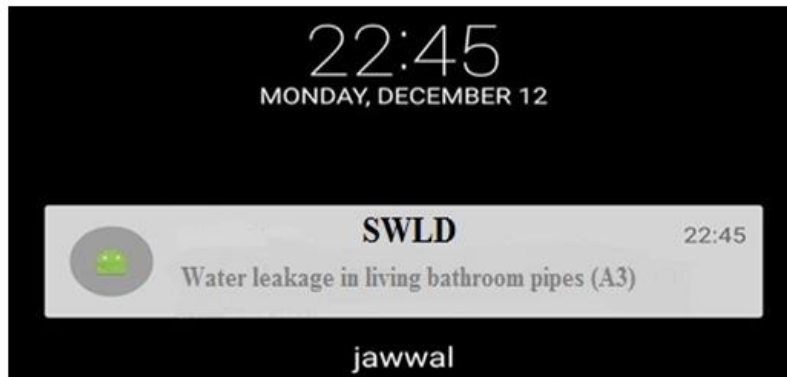 22:45
MONDAY, DECEMBER 12
SWLD
22:45
Water leakage in living bathroom pipes (A3)
jawwal